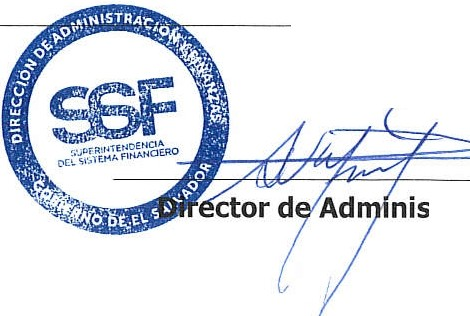 DIRECCIÓN DE ADMINISTRACIÓN Y FINANZAS
SSF
SUPERINTENDENCIA
DEL SISTEMA FINANCIERO
GOBIERNO DE EL SALVADOR
Director de Adminis